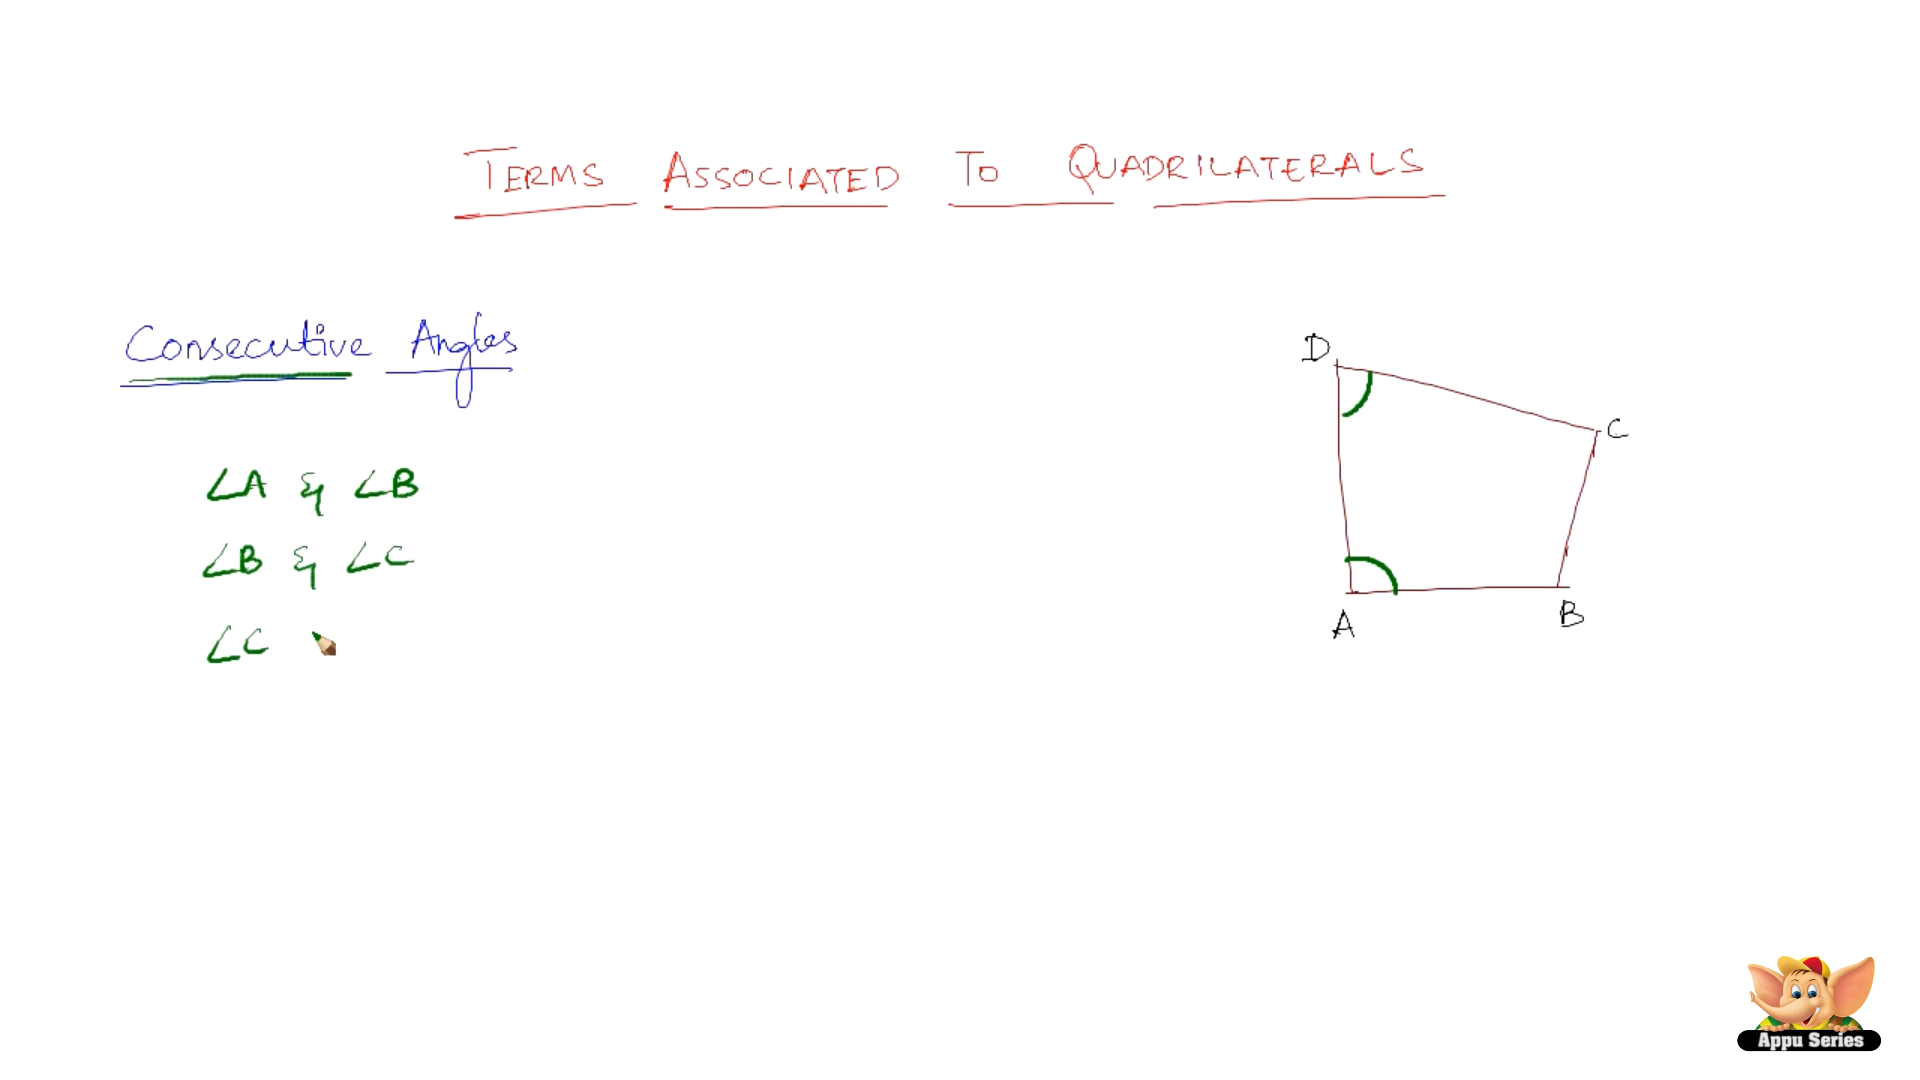 TERMS ASSOCIATED TO QUADRILATERALS
Consecutive Angles
D
C
∠A & ∠B
∠B & ∠C
A
B
∠C
Appu Series